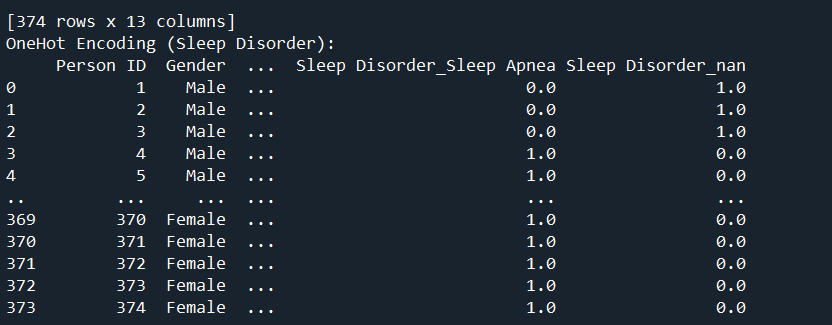 [374 rows x 13 columns]
OneHot Encoding (Sleep Disorder):
     Person ID  Gender  ...  Sleep Disorder_Sleep Apnea Sleep Disorder_nan
0            1    Male  ...                         0.0                1.0
1            2    Male  ...                         0.0                1.0
2            3    Male  ...                         0.0                1.0
3            4    Male  ...                         1.0                0.0
4            5    Male  ...                         1.0                0.0
..         ...     ...  ...                         ...                ...
369        370  Female  ...                         1.0                0.0
370        371  Female  ...                         1.0                0.0
371        372  Female  ...                         1.0                0.0
372        373  Female  ...                         1.0                0.0
373        374  Female  ...                         1.0                0.0